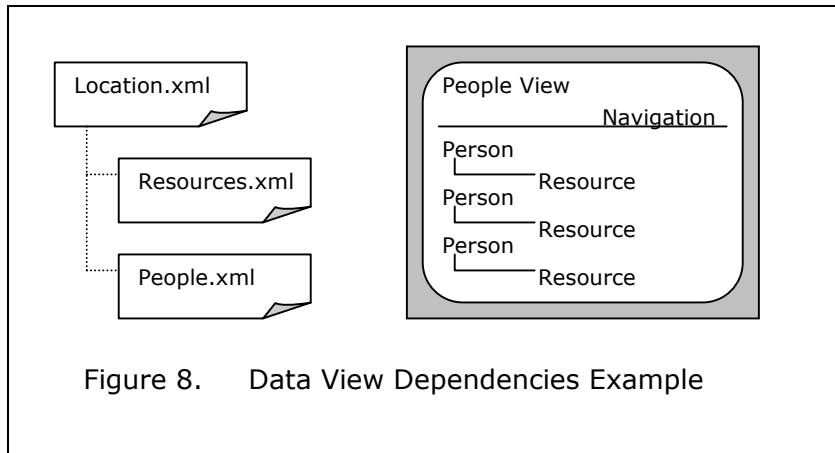 Location.xml
Resources.xml
People.xml
People View
Navigation
Person
Resource
Person
Resource
Person
Resource
Figure 8. Data View Dependencies Example